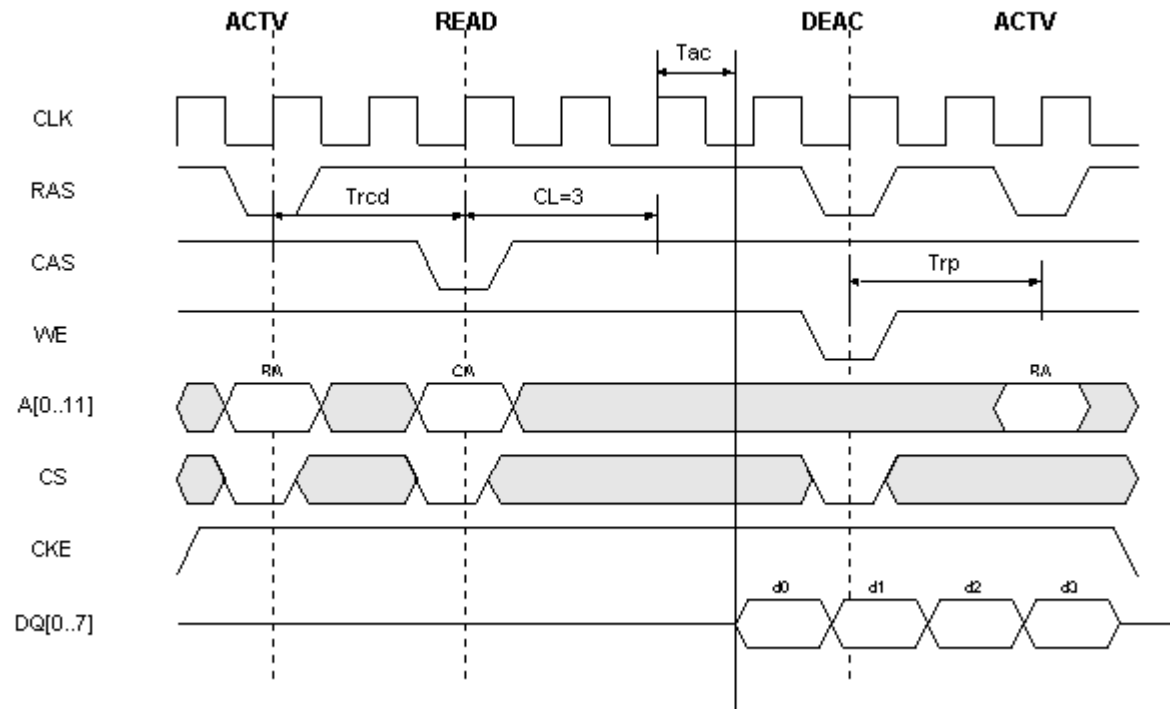 ACTV READ DEAC ACTV
Tac
CLK
RAS
Trcd CL=3
CAS
Trp
WE
RA CA RA
A[0..11]
CS
CKE
d0 d1 d2 d3
DQ[0..7]